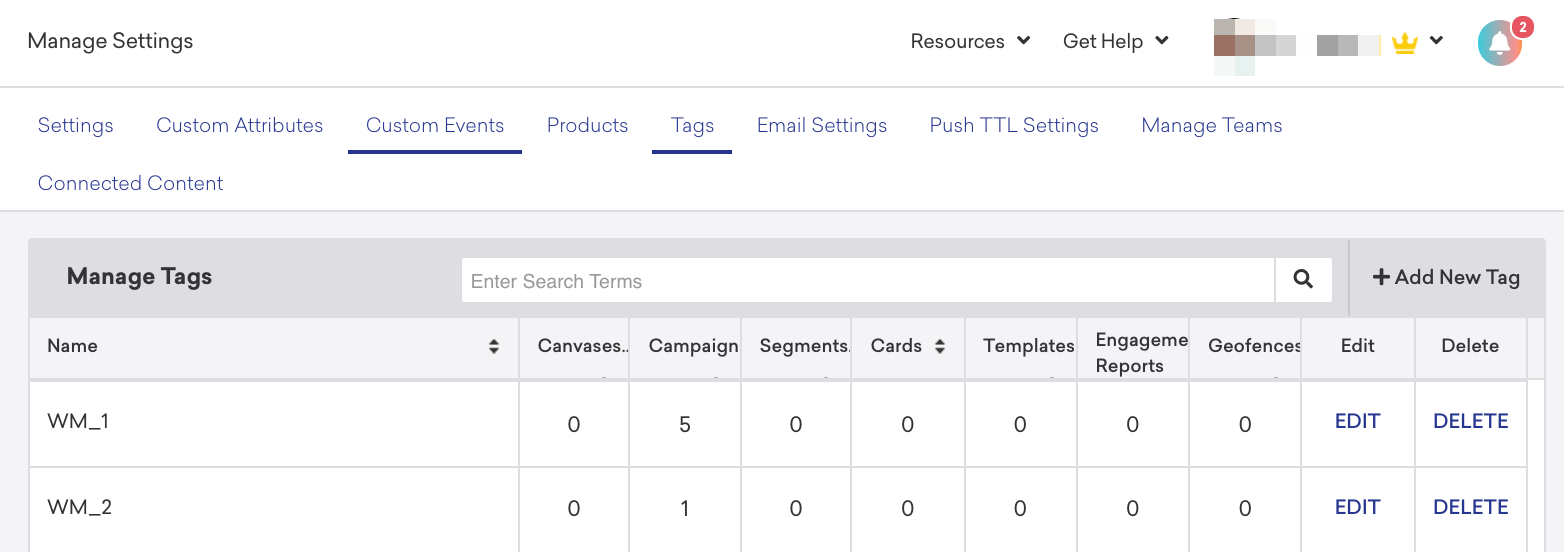 Manage Settings Resources Get Help 2
Settings Custom Attributes Custom Events Products Tags Email Settings Push TTL Settings Manage Teams
Connected Content
Manage Tags Enter Search Terms Add New Tag
Name Canvases.. Campaign Segments. Cards Templates Engageme Reports Geofences Edit Delete
WM_1 0 5 0 0 0 0 0 EDIT DELETE
WM_2 0 1 0 0 0 0 0 EDIT DELETE